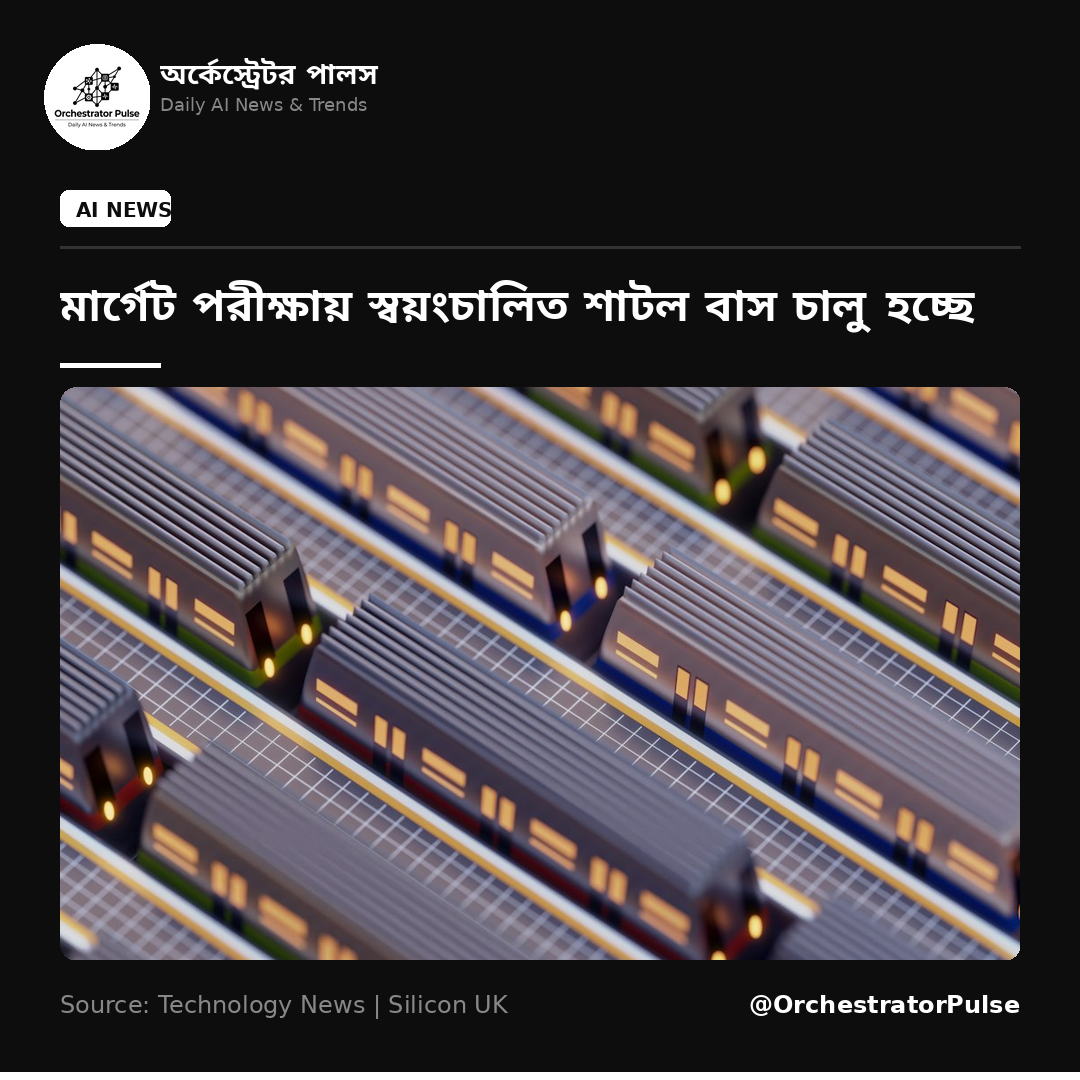 Orchestrator Pulse
Daily AI News & Trends
অর্কেস্ট্রেটর পালস
Daily AI News & Trends
AI NEWS
মার্গেট পরীক্ষায় স্বয়ংচালিত শাটল বাস চালু হচ্ছে
Source: Technology News | Silicon UK
@OrchestratorPulse